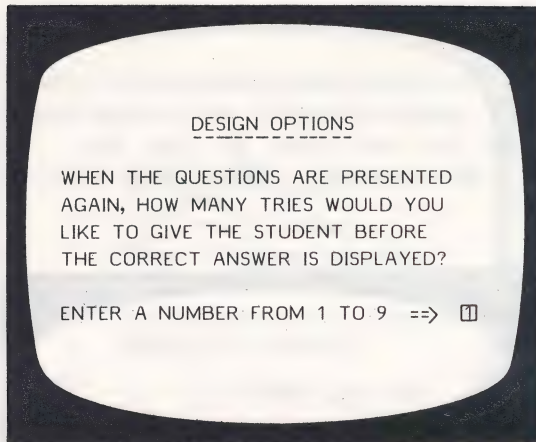 DESIGN OPTIONS
WHEN THE QUESTIONS ARE PRESENTED
AGAIN, HOW MANY TRIES WOULD YOU
LIKE TO GIVE THE STUDENT BEFORE
THE CORRECT ANSWER IS DISPLAYED?
ENTER A NUMBER FROM 1 TO 9 ==> 1